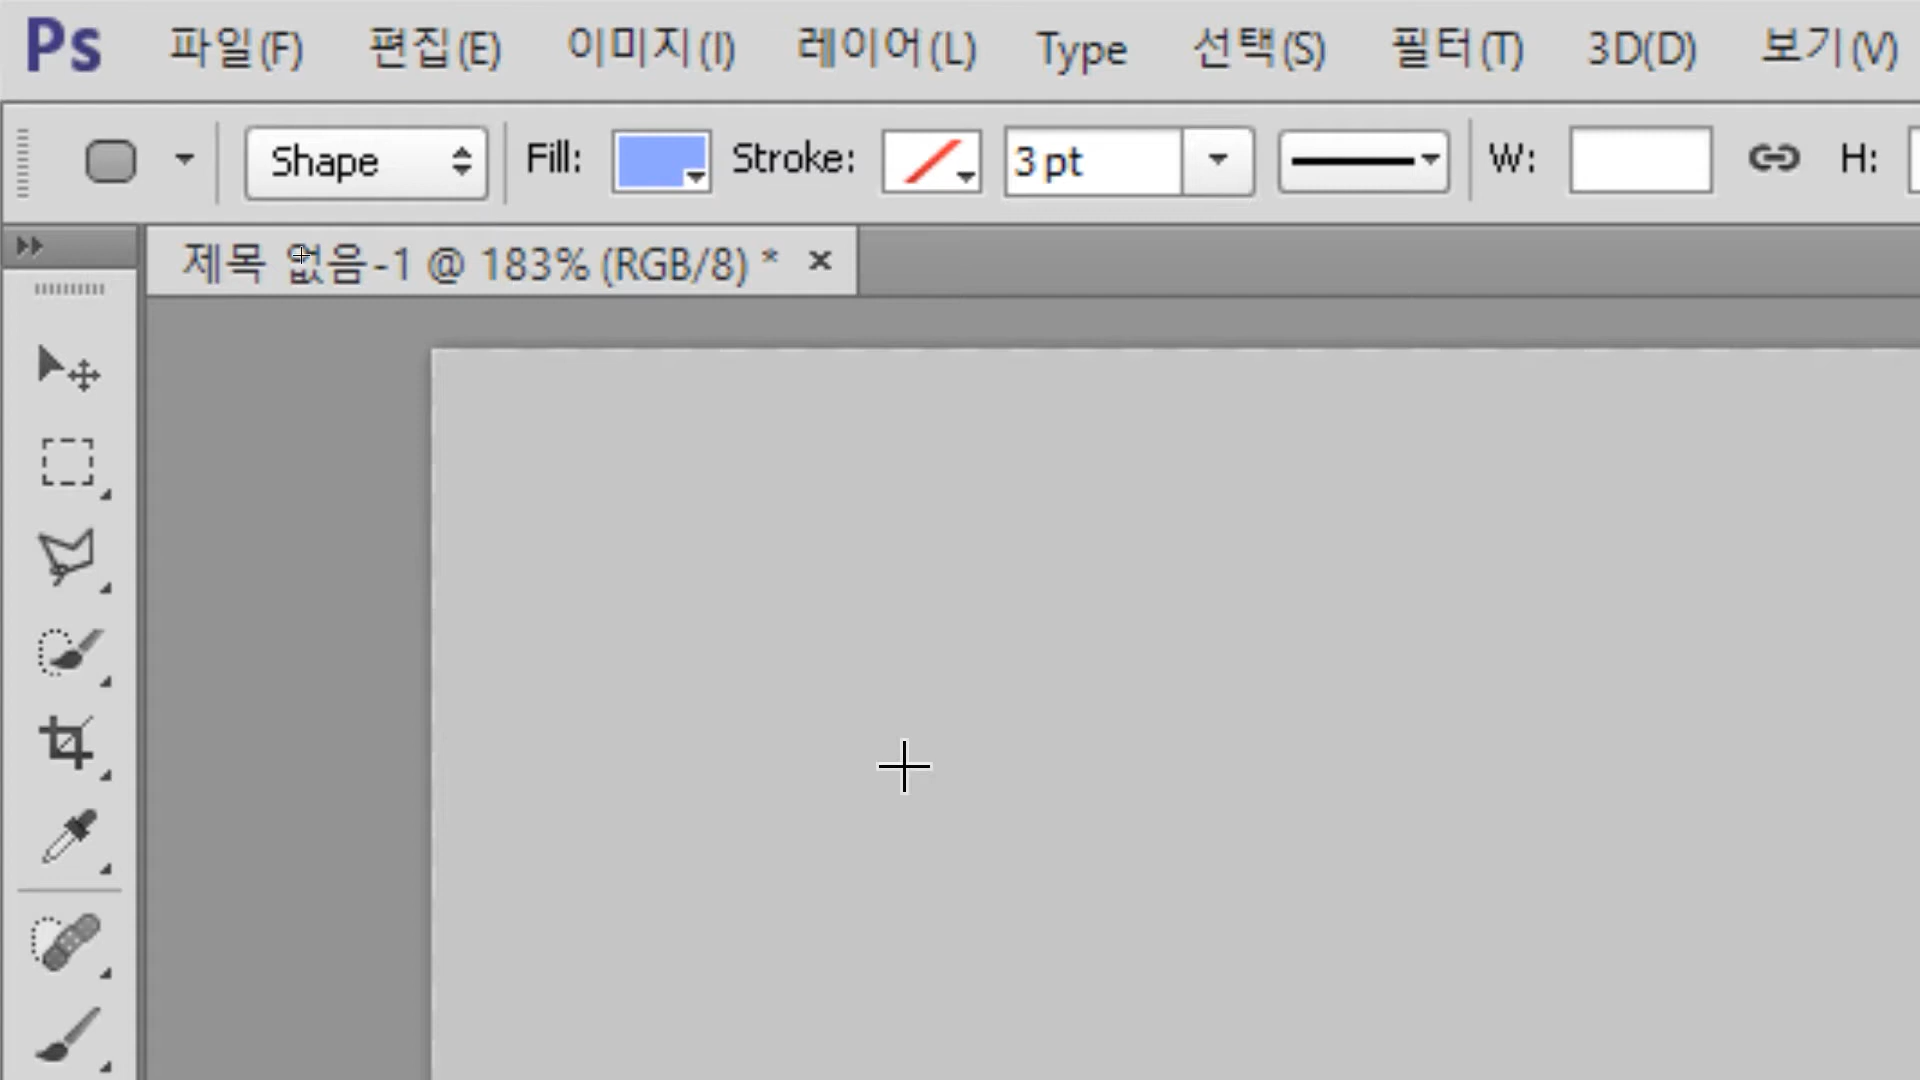 Ps 파일(F) 편집(E) 이미지(I) 레이어(L) Type 선택(S) 필터(T) 3D(D) 보기(V)
Shape Fill: Stroke: 3 pt W: H:
제목 없음-1 @ 183% (RGB/8) * ×